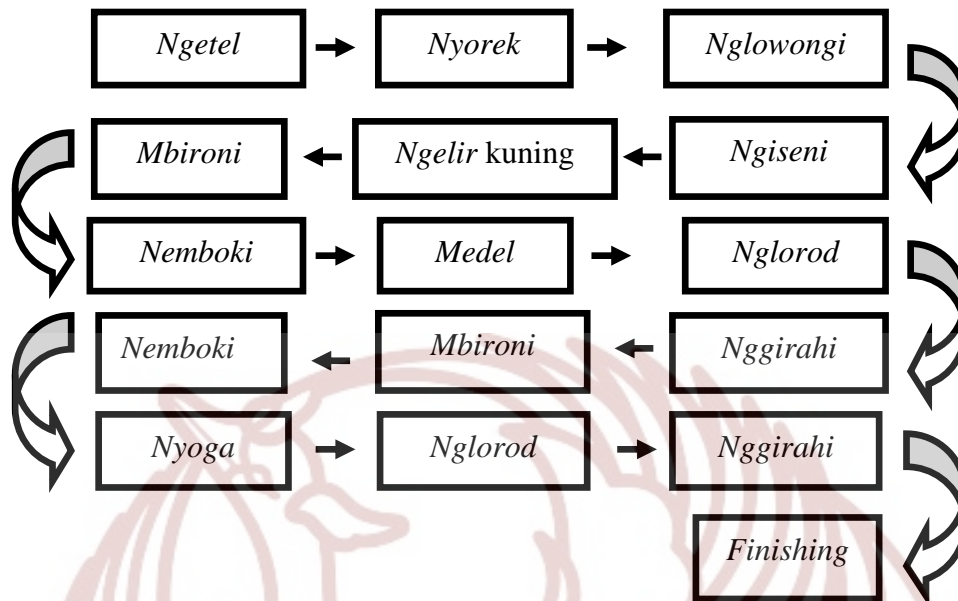 Ngetel
Nyorek
Nglowongi
Ngiseni
Ngelir kuning
Mbironi
Nemboki
Medel
Nglorod
Nggirahi
Mbironi
Nemboki
Nyoga
Nglorod
Nggirahi
Finishing